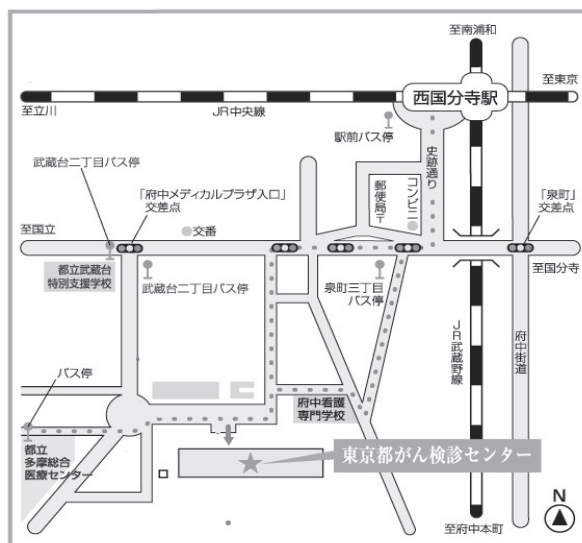 至南浦和
西国分寺駅
至東京
至立川
JR中央線
駅前バス停
史跡通り
武蔵台二丁目バス停
「府中メディカルプラザ入口」
交差点
郵便局〒
コンビニ
「泉町」
交差点
至国立
交番
都立武蔵台
特別支援学校
武蔵台二丁目バス停
泉町三丁目
バス停
至国分寺
JR武蔵野線
府中街道
バス停
府中看護
専門学校
都立
多摩総合
医療センター
東京都がん検診センター
N
至府中本町